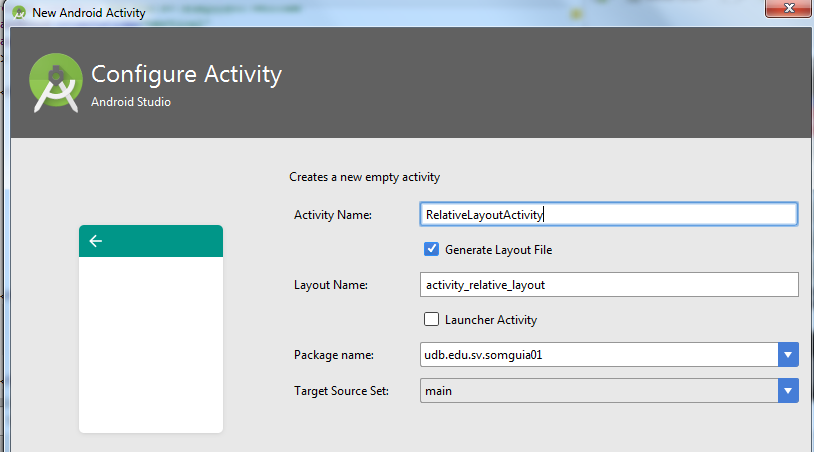 New Android Activity
Configure Activity
Android Studio
Creates a new empty activity
Activity Name: RelativeLayoutActivity
Generate Layout File
Layout Name: activity_relative_layout
Launcher Activity
Package name: udb.edu.sv.somguia01
Target Source Set: main